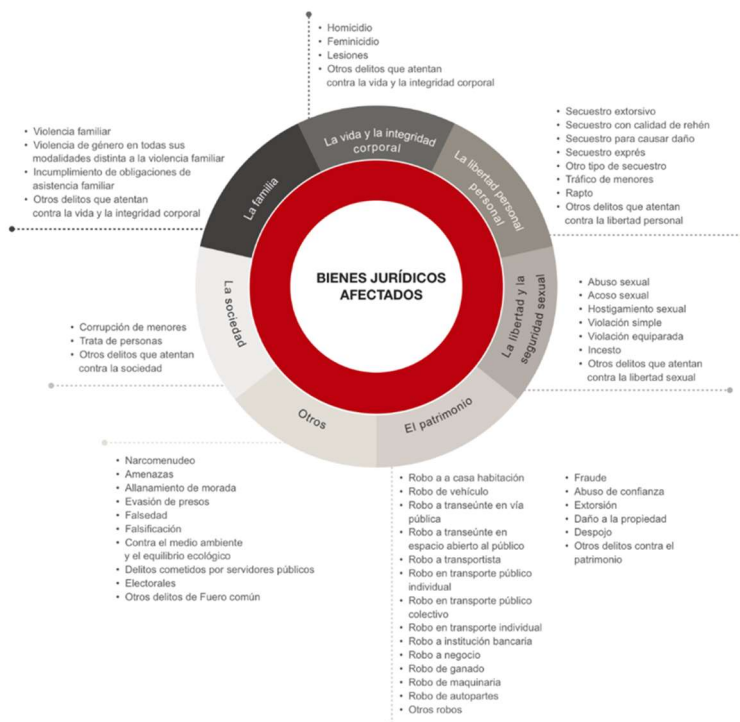 • Homicidio
• Feminicidio
• Lesiones
• Otros delitos que atentan
contra la vida y la integridad corporal
• Violencia familiar
• Violencia de género en todas sus
modalidades distinta a la violencia familiar
• Incumplimiento de obligaciones de
asistencia familiar
• Otros delitos que atentan
contra la vida y la integridad corporal
• Secuestro extorsivo
• Secuestro con calidad de rehén
• Secuestro para causar daño
• Secuestro exprés
• Otro tipo de secuestro
• Tráfico de menores
• Rapto
• Otros delitos que atentan
contra la libertad personal
La familia
La vida y la integridad
corporal
La libertad personal
personal
BIENES JURÍDICOS
AFECTADOS
La sociedad
La libertad y la
seguridad sexual
Otros
El patrimonio
• Corrupción de menores
• Trata de personas
• Otros delitos que atentan
contra la sociedad
• Abuso sexual
• Acoso sexual
• Hostigamiento sexual
• Violación simple
• Violación equiparada
• Incesto
• Otros delitos que atentan
contra la libertad sexual
• Narcomenudeo
• Amenazas
• Allanamiento de morada
• Evasión de presos
• Falsedad
• Falsificación
• Contra el medio ambiente
y el equilibrio ecológico
• Delitos cometidos por servidores públicos
• Electorales
• Otros delitos de Fuero común
• Robo a a casa habitación
• Robo de vehículo
• Robo a transeúnte en vía
pública
• Robo a transeúnte en
espacio abierto al público
• Robo a transportista
• Robo en transporte público
individual
• Robo en transporte público
colectivo
• Robo en transporte individual
• Robo a institución bancaria
• Robo a negocio
• Robo de ganado
• Robo de maquinaria
• Robo de autopartes
• Otros robos
• Fraude
• Abuso de confianza
• Extorsión
• Daño a la propiedad
• Despojo
• Otros delitos contra el
patrimonio